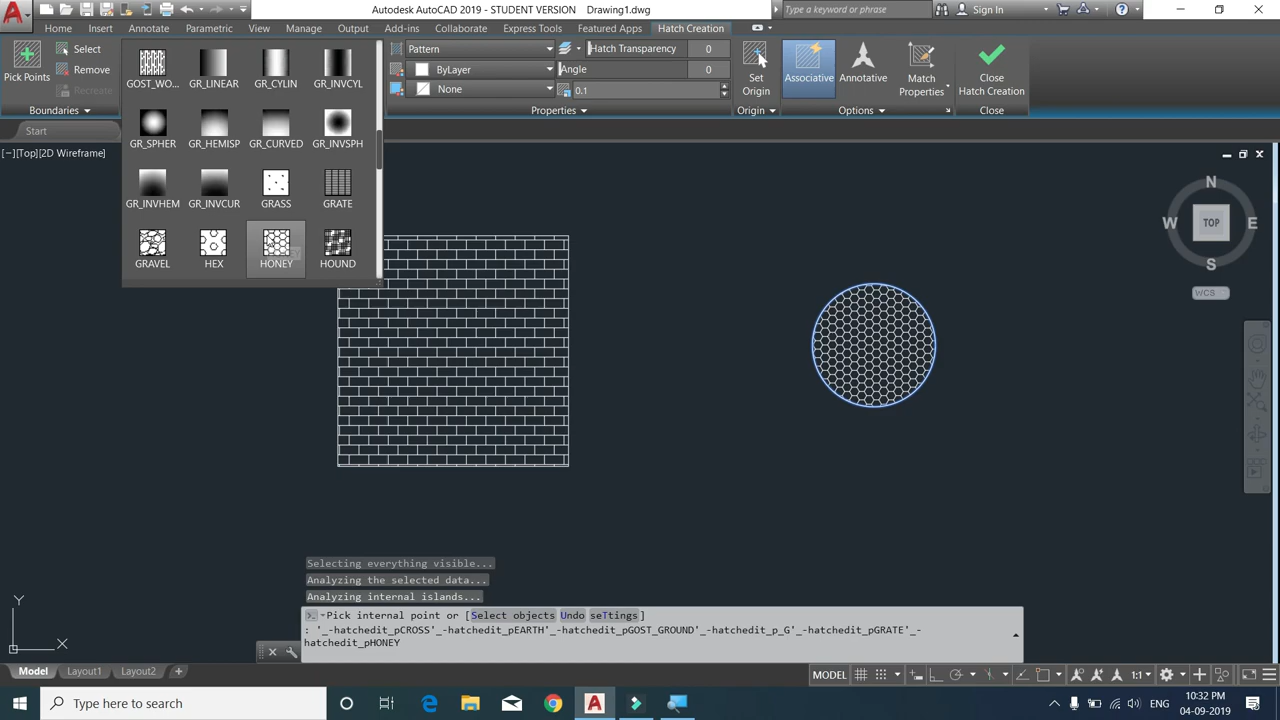 Autodesk AutoCAD 2019 - STUDENT VERSION Drawing1.dwg
Type a keyword or phrase
Sign In
Home Insert Annotate Parametric View Manage Output Add-ins Collaborate Express Tools Featured Apps Hatch Creation
Pick Points
Select
Remove
Recreate
Boundaries
GOST_WO... GR_LINEAR GR_CYLIN GR_INVCYL
GR_SPHER GR_HEMISP GR_CURVED GR_INVSPH
GR_INVHEM GR_INVCUR GRASS GRATE
GRAVEL HEX HONEY HOUND
Pattern
ByLayer
None
Hatch Transparency 0
Angle 0
0.1
Properties
Set
Origin
Origin
Associative
Annotative
Match
Properties
Options
Close
Hatch Creation
Close
Start
[−][Top][2D Wireframe]
N
W TOP E
S
WCS
Y
X
Selecting everything visible...
Analyzing the selected data...
Analyzing internal islands...
Pick internal point or [Select objects Undo seTtings]
: '_-hatchedit_pCROSS'_-hatchedit_pEARTH'_-hatchedit_pGOST_GROUND'_-hatchedit_p_G'_-hatchedit_pGRATE'_-
hatchedit_pHONEY
Model Layout1 Layout2 +
MODEL 1:1
Type here to search
ENG
10:32 PM
04-09-2019